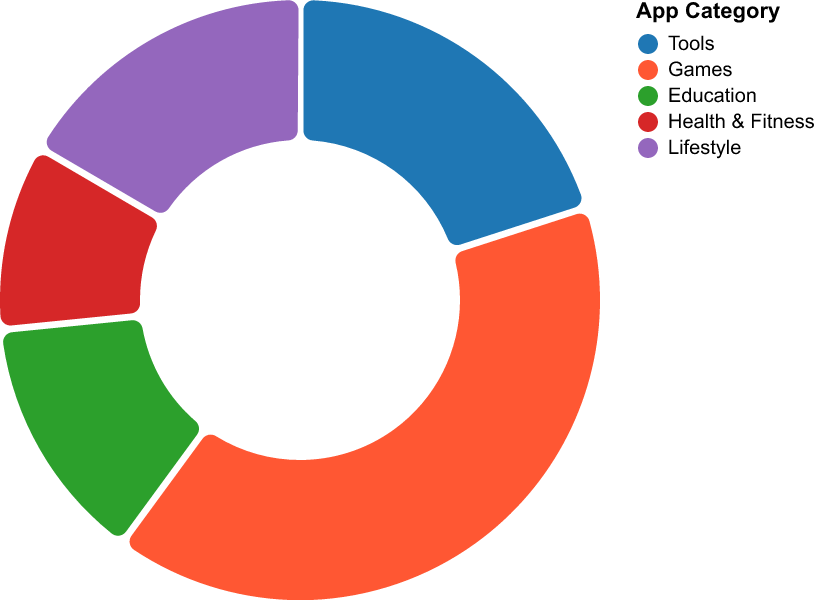 App Category
Tools
Games
Education
Health & Fitness
Lifestyle